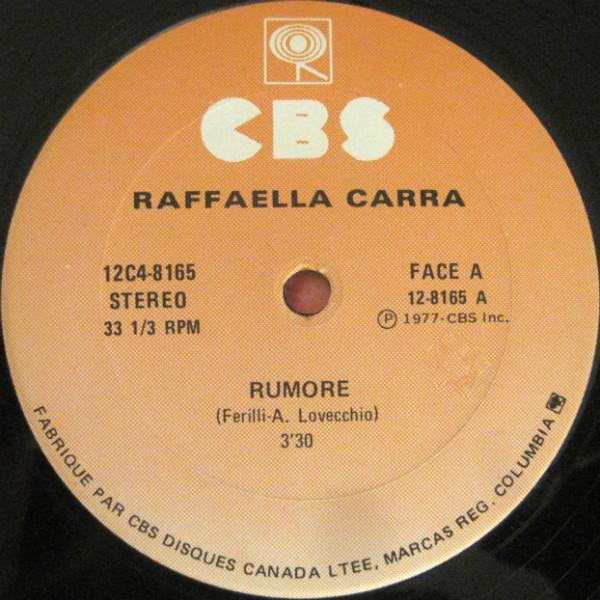 CBS
RAFFAELLA CARRA
12C4-8165
STEREO
33 1/3 RPM
FACE A
12-8165 A
Ⓟ 1977-CBS Inc.
RUMORE
(Ferilli-A. Lovecchio)
3'30
FABRIQUE PAR CBS DISQUES CANADA LTEE, MARCAS REG. COLUMBIA